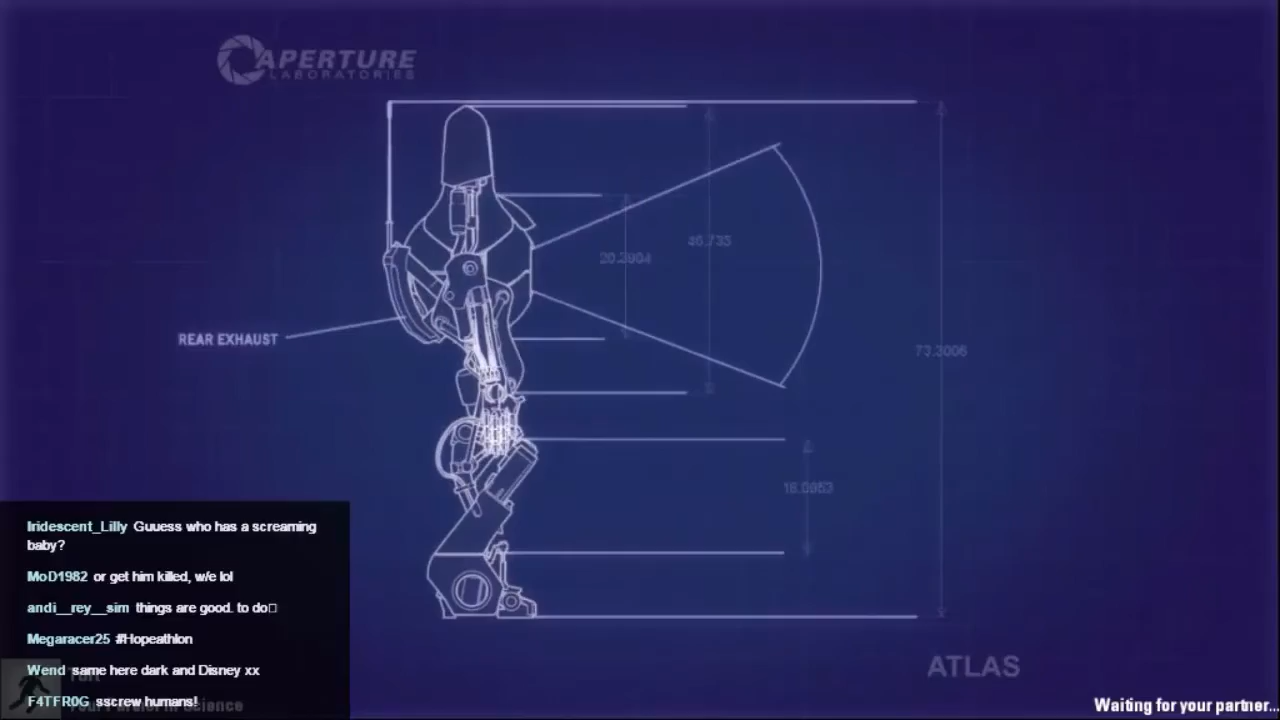 APERTURE
LABORATORIES
46.735
20.3904
REAR EXHAUST
73.3006
Iridescent_Lilly Guuess who has a screaming
baby?
MoD1982 or get him killed, w/e lol
andi__rey__sim things are good. to do
Megaracer25 #Hopeathlon
Wend same here dark and Disney xx
F4TFR0G sscrew humans!
Science
ATLAS
Waiting for your partner...